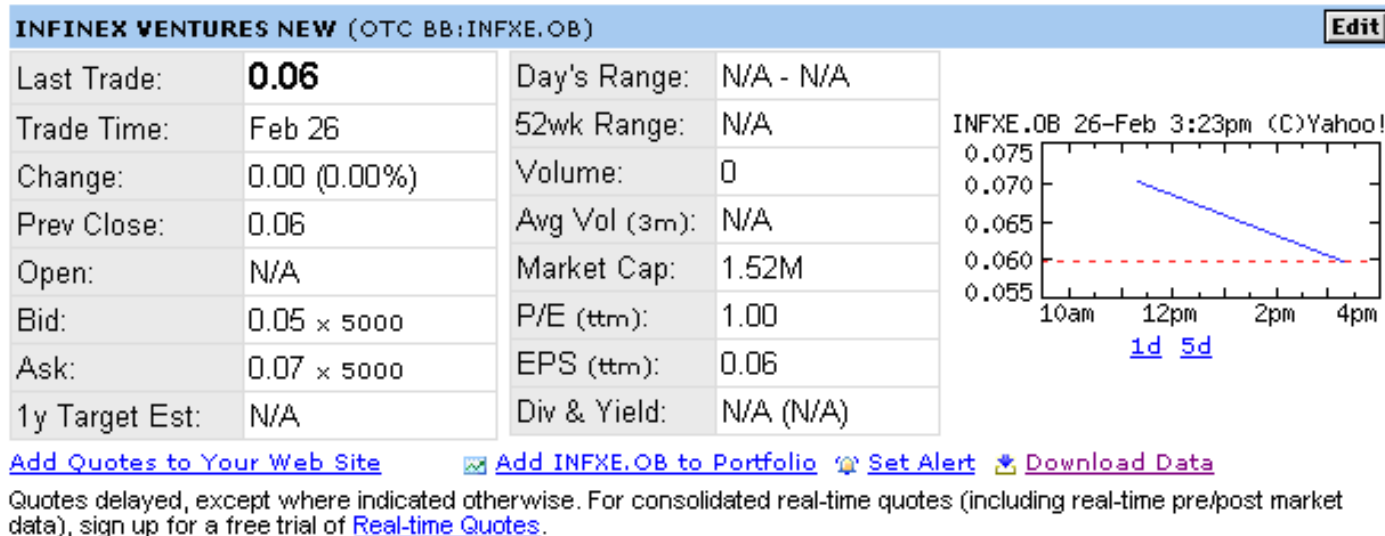 INFINEX VENTURES NEW (OTC BB:INFXE.OB) Edit
Last Trade: 0.06
Trade Time: Feb 26
Change: 0.00 (0.00%)
Prev Close: 0.06
Open: N/A
Bid: 0.05 x 5000
Ask: 0.07 x 5000
1y Target Est: N/A
Day's Range: N/A - N/A
52wk Range: N/A
Volume: 0
Avg Vol (3m): N/A
Market Cap: 1.52M
P/E (ttm): 1.00
EPS (ttm): 0.06
Div & Yield: N/A (N/A)
INFXE.OB 26-Feb 3:23pm (C)Yahoo!
0.075
0.070
0.065
0.060
0.055
10am 12pm 2pm 4pm
1d 5d
Add Quotes to Your Web Site Add INFXE.OB to Portfolio Set Alert Download Data
Quotes delayed, except where indicated otherwise. For consolidated real-time quotes (including real-time pre/post market
data), sign up for a free trial of Real-time Quotes.